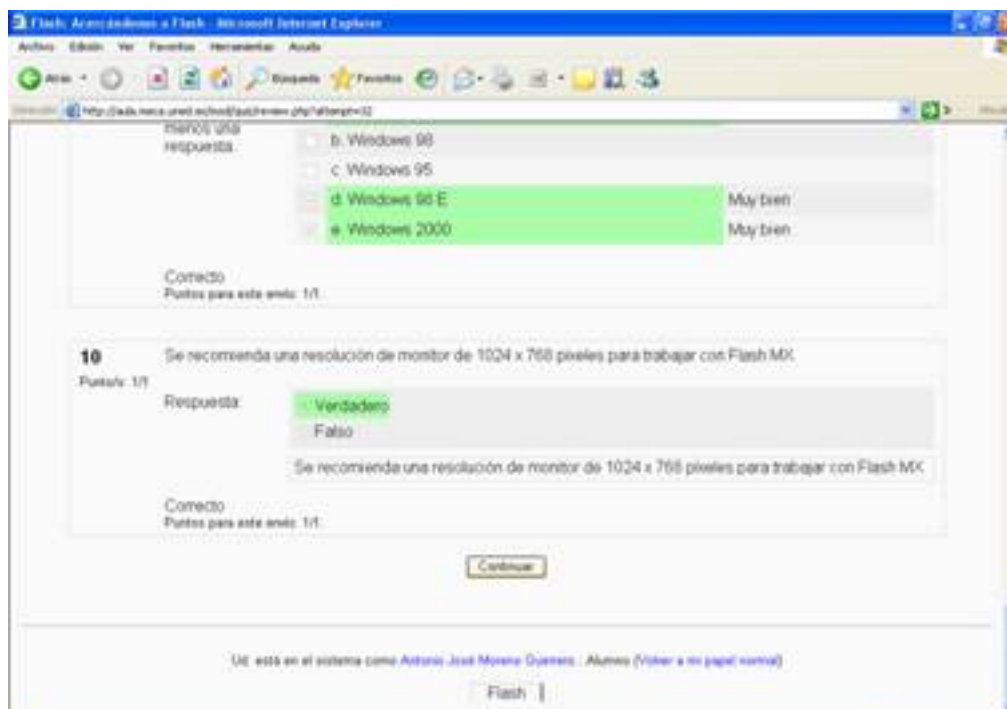 Flash: Acercándonos a Flash - Microsoft Internet Explorer
Archivo Edición Ver Favoritos Herramientas Ayuda
Atrás Búsqueda Favoritos
menos una
respuesta.
b. Windows 98
c. Windows 95
d. Windows 98 E Muy bien
e. Windows 2000 Muy bien
Correcto
Puntos para este envío: 1/1.
10 Se recomienda una resolución de monitor de 1024 x 768 pixeles para trabajar con Flash MX
Punto/s: 1/1
Respuesta: Verdadero
Falso
Se recomienda una resolución de monitor de 1024 x 768 pixeles para trabajar con Flash MX
Correcto
Puntos para este envío: 1/1.
Continuar
Ud. está en el sistema como Antonio José Moreno Guerrero : Alumno (Volver a mi papel normal)
Flash